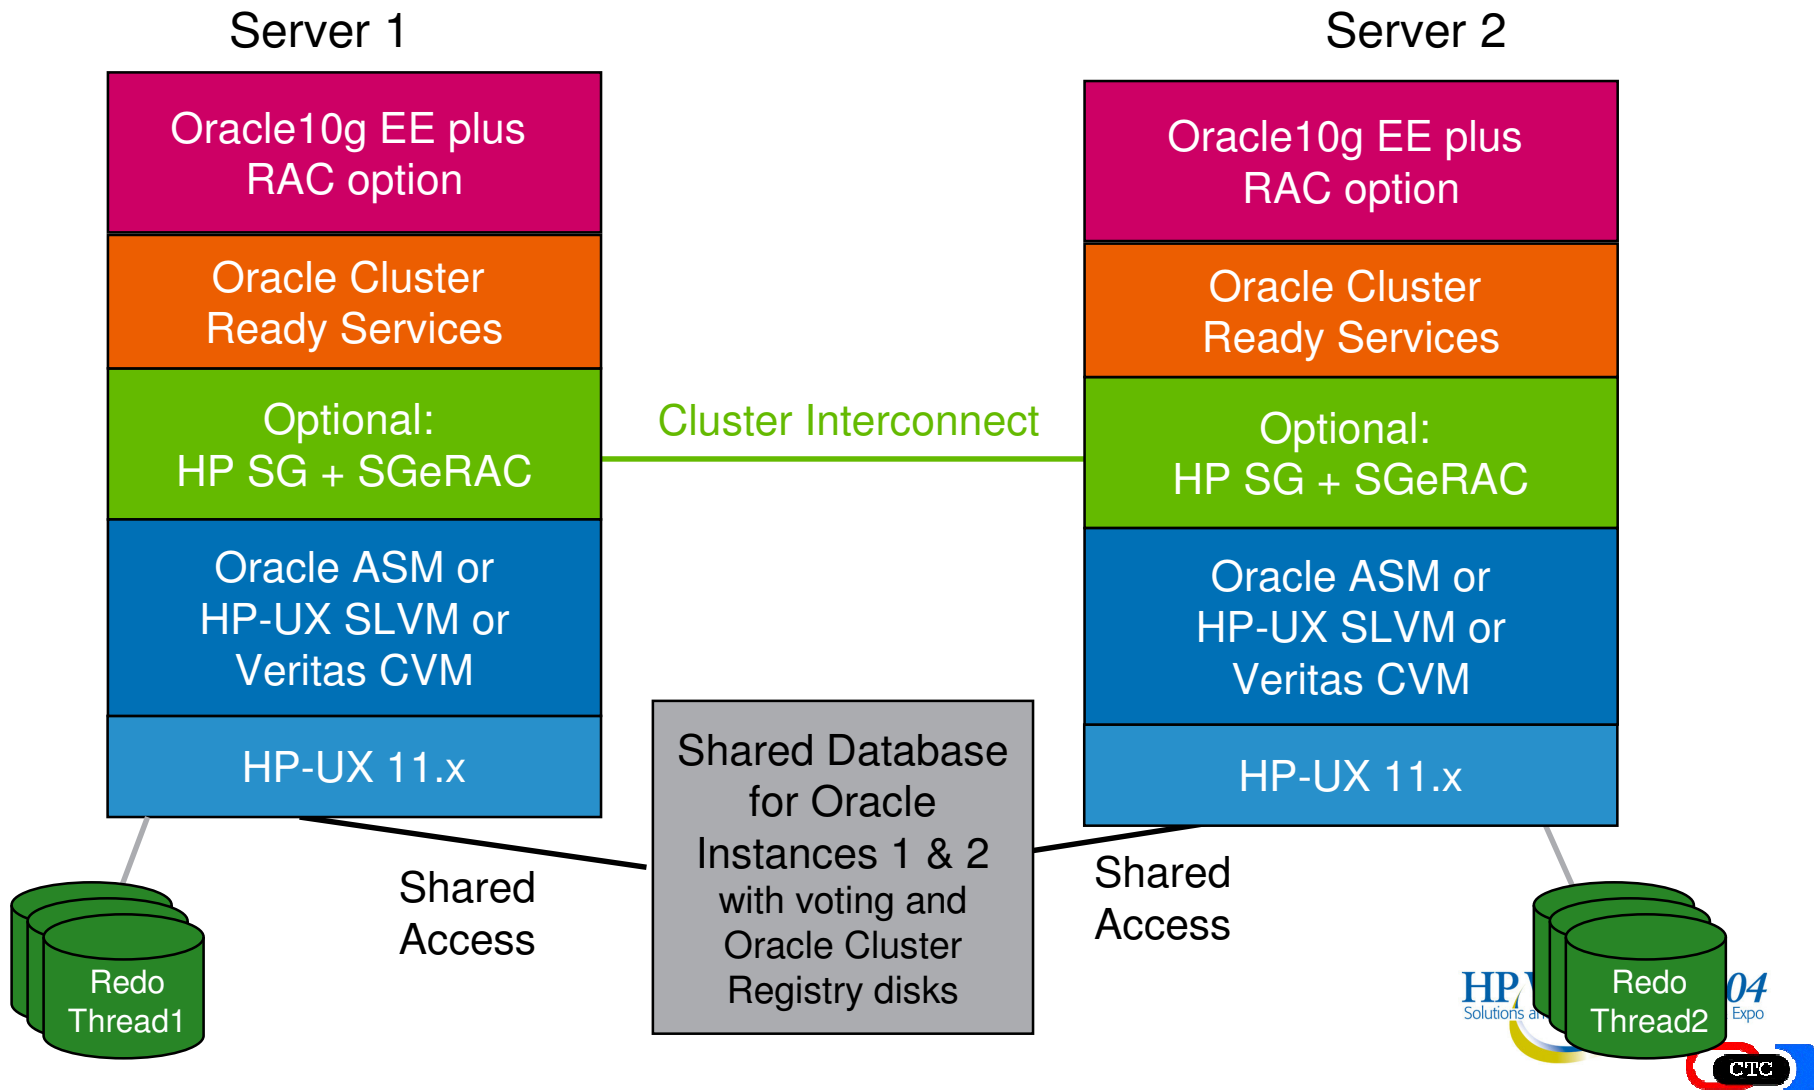 Server 1
Server 2
Oracle10g EE plus
RAC option
Oracle Cluster
Ready Services
Optional:
HP SG + SGeRAC
Oracle ASM or
HP-UX SLVM or
Veritas CVM
HP-UX 11.x
Cluster Interconnect
Oracle10g EE plus
RAC option
Oracle Cluster
Ready Services
Optional:
HP SG + SGeRAC
Oracle ASM or
HP-UX SLVM or
Veritas CVM
HP-UX 11.x
Shared
Access
Shared Database
for Oracle
Instances 1 & 2
with voting and
Oracle Cluster
Registry disks
Shared
Access
Redo
Thread1
Redo
Thread2
HP 04
Solutions Expo
CTC